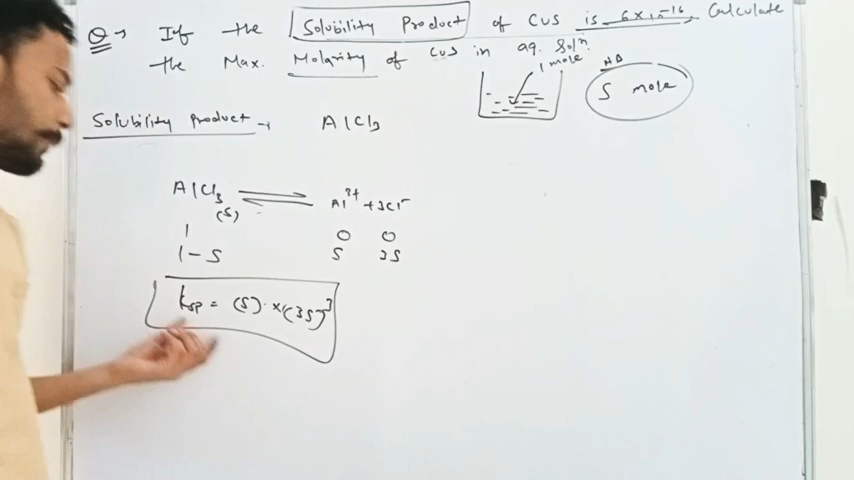 Q → If the Solubility Product of CuS is 6×10⁻¹⁶ Calculate
the Max. Molarity of CuS in aq. Solⁿ.
1 mole
S mole
Solubility Product → AlCl₃
AlCl₃(s) ⇌ Al³⁺ + 3Cl⁻
1 0 0
1-S S 3S
Ksp = (S) × (3S)³